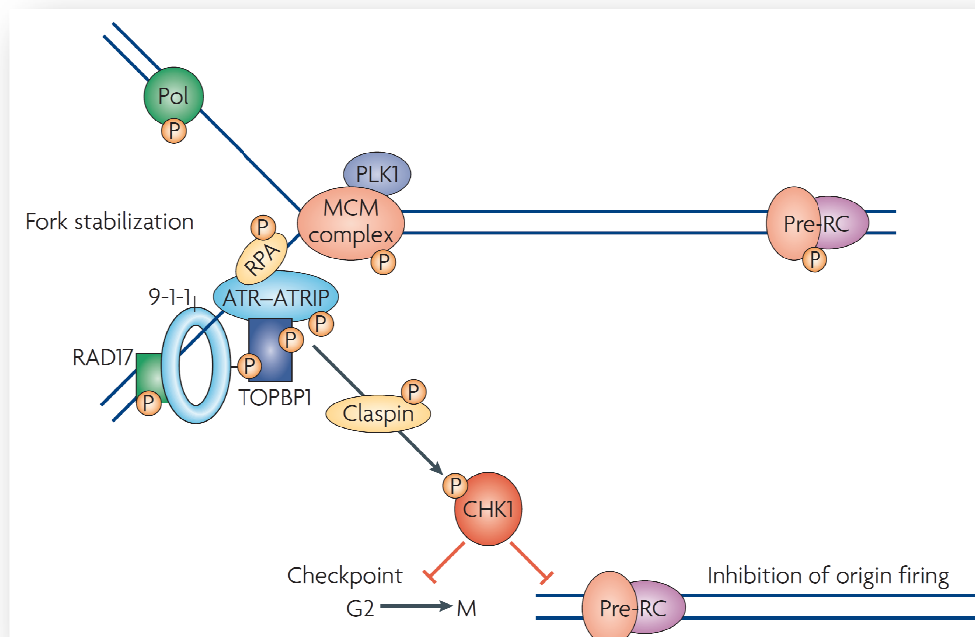 Pol
P
PLK1
Fork stabilization
MCM
complex
P
Pre-RC
P
P
RPA
9-1-1
ATR–ATRIP
P
P
RAD17
P
P
TOPBP1
P
Claspin
P
CHK1
Checkpoint
G2 M
Inhibition of origin firing
Pre-RC